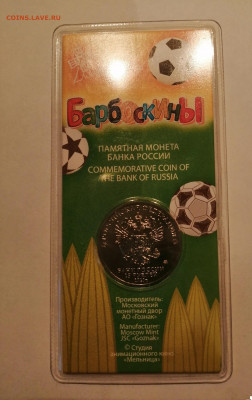 COINS.LAVE.RU
Барбоскины
ПАМЯТНАЯ МОНЕТА
БАНКА РОССИИ
COMMEMORATIVE COIN OF
THE BANK OF RUSSIA
Производитель:
Московский
монетный двор
АО «Гознак»
Manufacturer:
Moscow Mint
JSC «Goznak»
© Студия
анимационного кино
«Мельница»